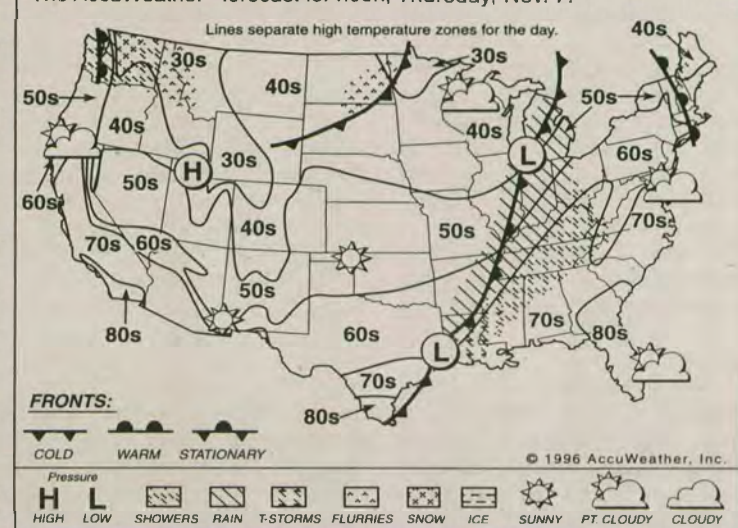 Lines separate high temperature zones for the day.
30s
40s
30s
40s
50s
40s
50s
40s
30s
60s
50s
60s
40s
50s
70s
60s
70s
50s
80s
60s
70s
80s
70s
80s
H
L
L
FRONTS:
COLD WARM STATIONARY
© 1996 AccuWeather, Inc.
Pressure
H L
HIGH LOW SHOWERS RAIN T-STORMS FLURRIES SNOW ICE SUNNY PT. CLOUDY CLOUDY